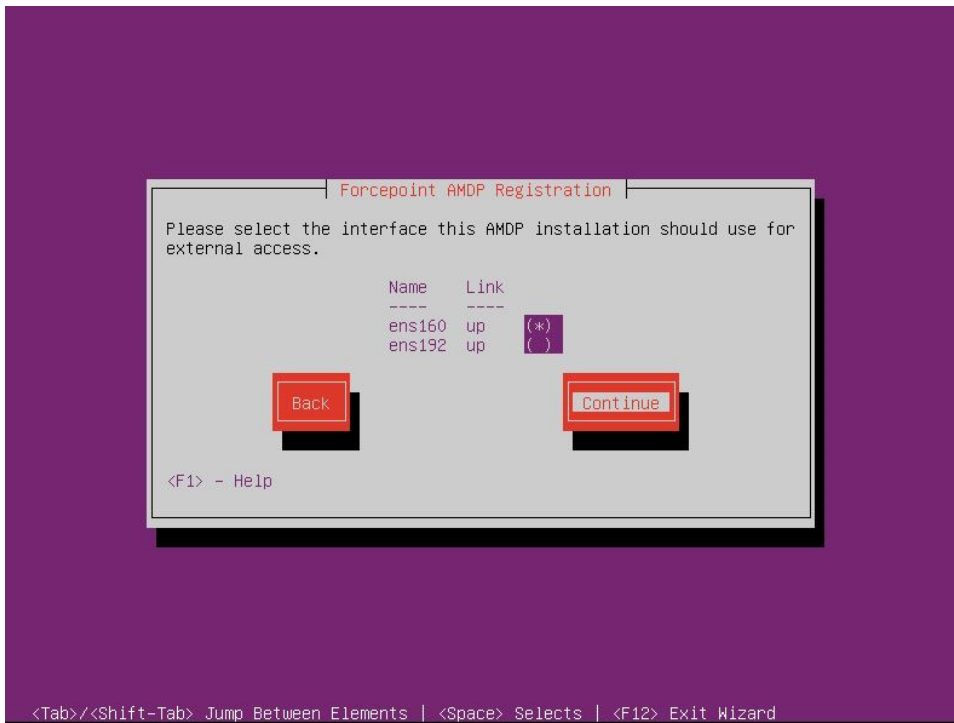 Forcepoint AMDP Registration
Please select the interface this AMDP installation should use for
external access.
Name Link
---- ----
ens160 up (*)
ens192 up ( )
Back Continue
<F1> - Help
<Tab>/<Shift-Tab> Jump Between Elements | <Space> Selects | <F12> Exit Wizard